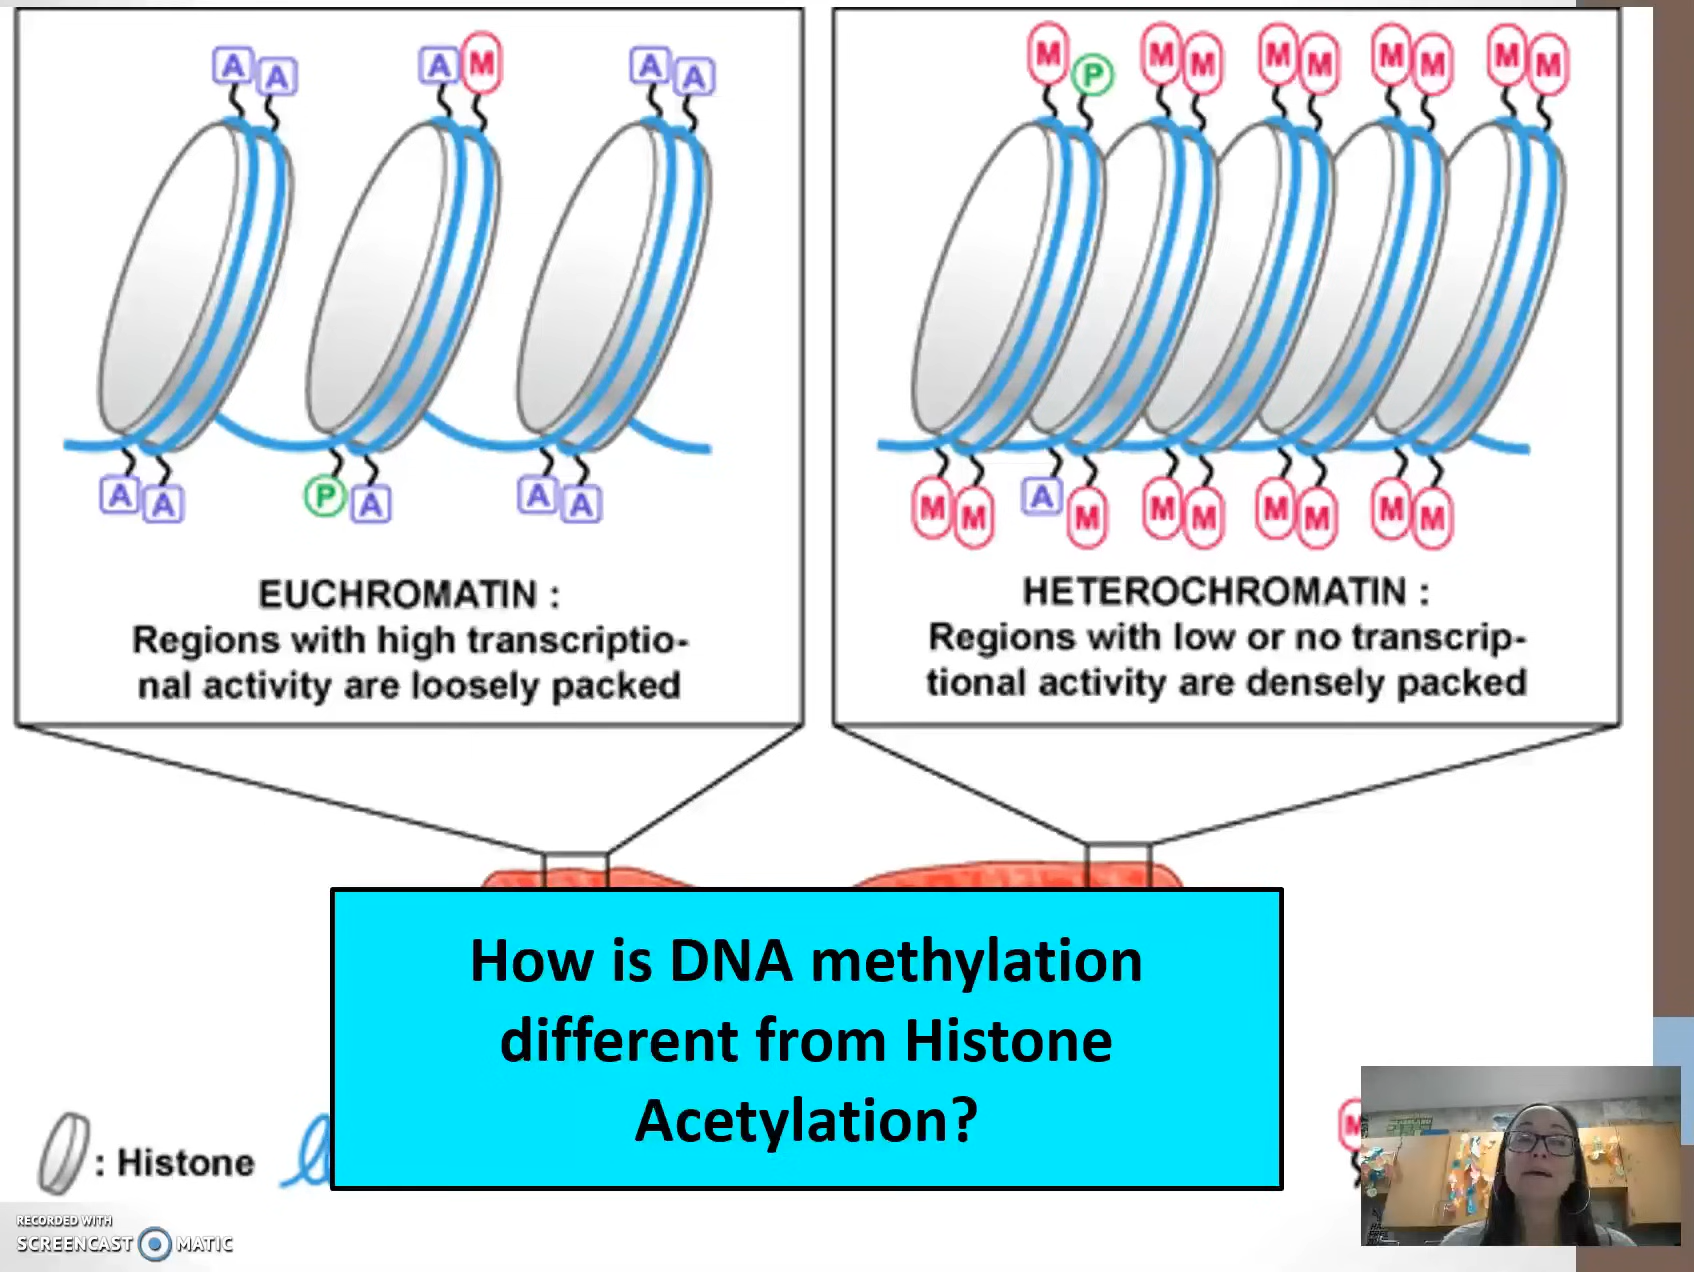 A A A M A A
M P M M M M M M M M
A A P A A A
M M A M M M M M M M
EUCHROMATIN :
Regions with high transcriptio-
nal activity are loosely packed
HETEROCHROMATIN :
Regions with low or no transcrip-
tional activity are densely packed
How is DNA methylation
different from Histone
Acetylation?
: Histone
M
RECORDED WITH
SCREENCAST MATIC